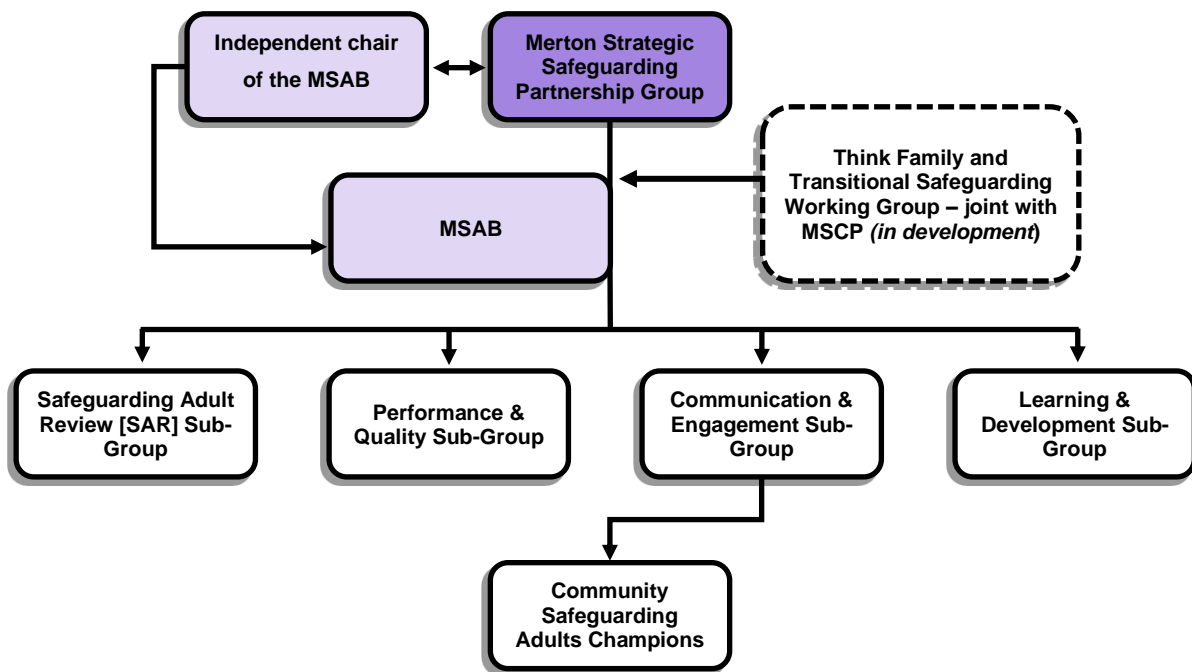 Independent chair
of the MSAB
Merton Strategic
Safeguarding
Partnership Group
Think Family and
Transitional Safeguarding
Working Group – joint with
MSCP (in development)
MSAB
Safeguarding Adult
Review [SAR] Sub-
Group
Performance &
Quality Sub-Group
Communication &
Engagement Sub-
Group
Learning &
Development Sub-
Group
Community
Safeguarding
Adults Champions